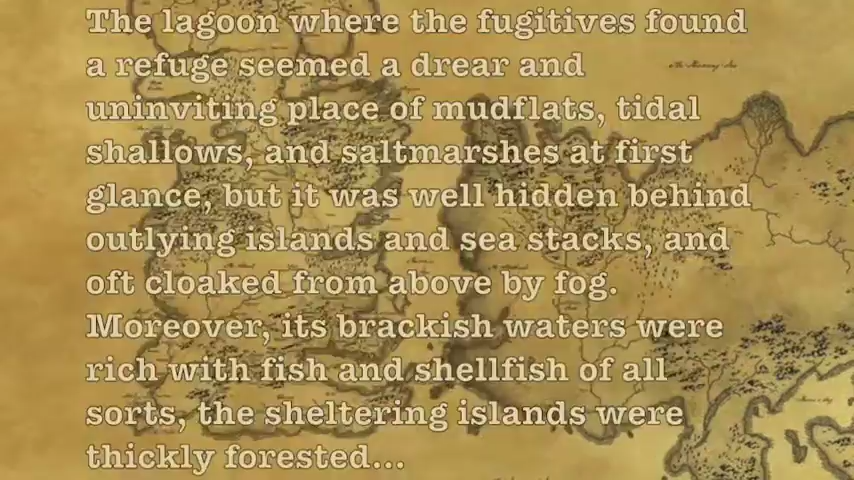 The lagoon where the fugitives found
a refuge seemed a drear and
uninviting place of mudflats, tidal
shallows, and saltmarshes at first
glance, but it was well hidden behind
outlying islands and sea stacks, and
oft cloaked from above by fog.
Moreover, its brackish waters were
rich with fish and shellfish of all
sorts, the sheltering islands were
thickly forested...